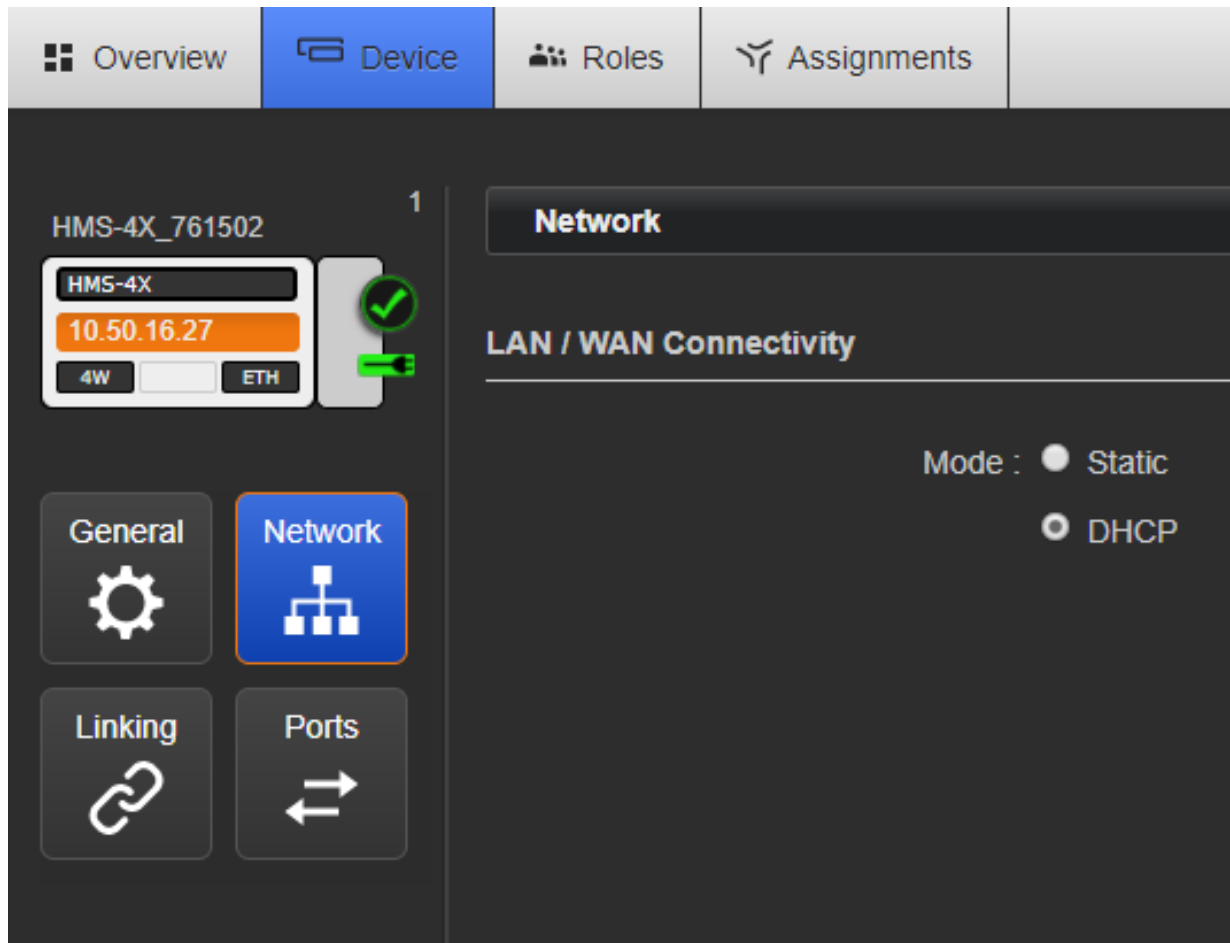 Overview Device Roles Assignments
1
HMS-4X_761502
HMS-4X
10.50.16.27
4W ETH
General Network
Linking Ports
Network
LAN / WAN Connectivity
Mode : Static
DHCP